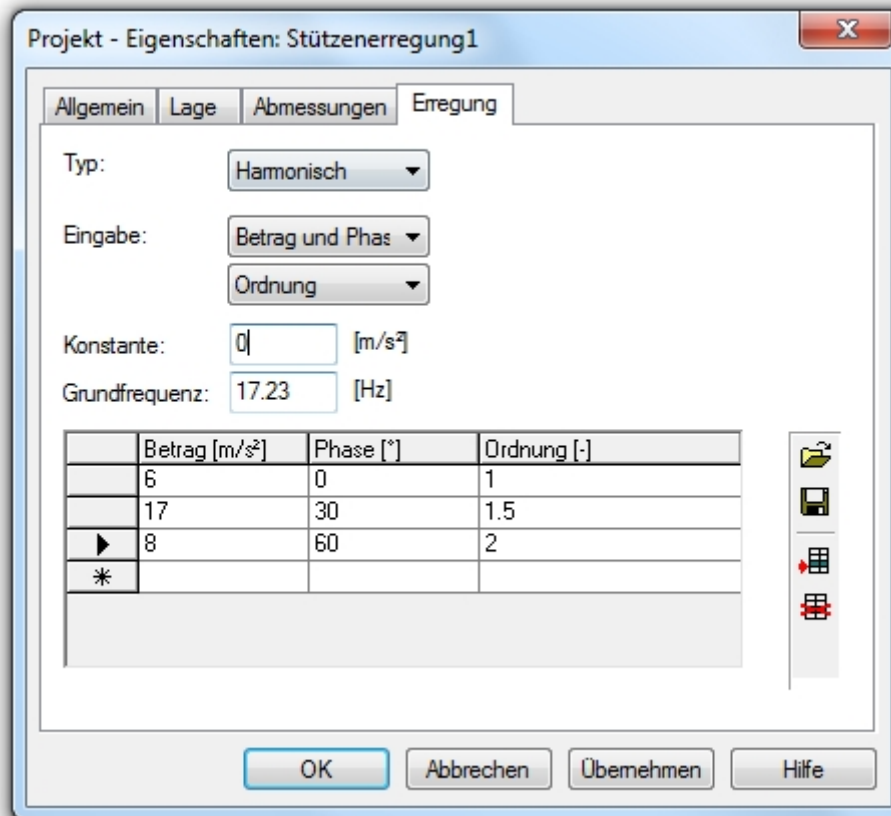 Projekt - Eigenschaften: Stützenerregung1
Allgemein Lage Abmessungen Erregung
Typ: Harmonisch
Eingabe: Betrag und Phas
Ordnung
Konstante: 0 [m/s²]
Grundfrequenz: 17.23 [Hz]
Betrag [m/s²] Phase [°] Ordnung [-]
6 0 1
17 30 1.5
8 60 2
OK Abbrechen Übernehmen Hilfe